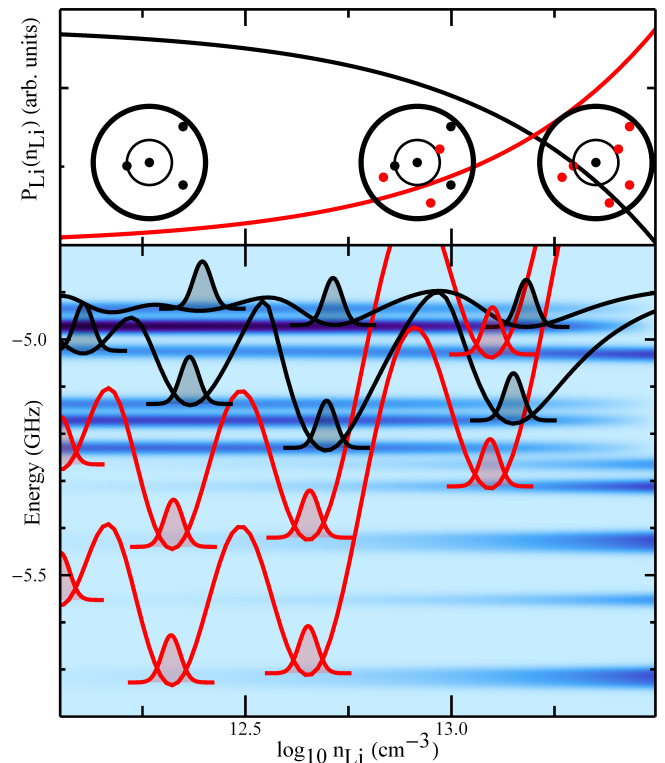 P_Li(n_Li) (arb. units)
Energy (GHz)
−5.0
−5.5
12.5
13.0
log₁₀ n_Li (cm⁻³)